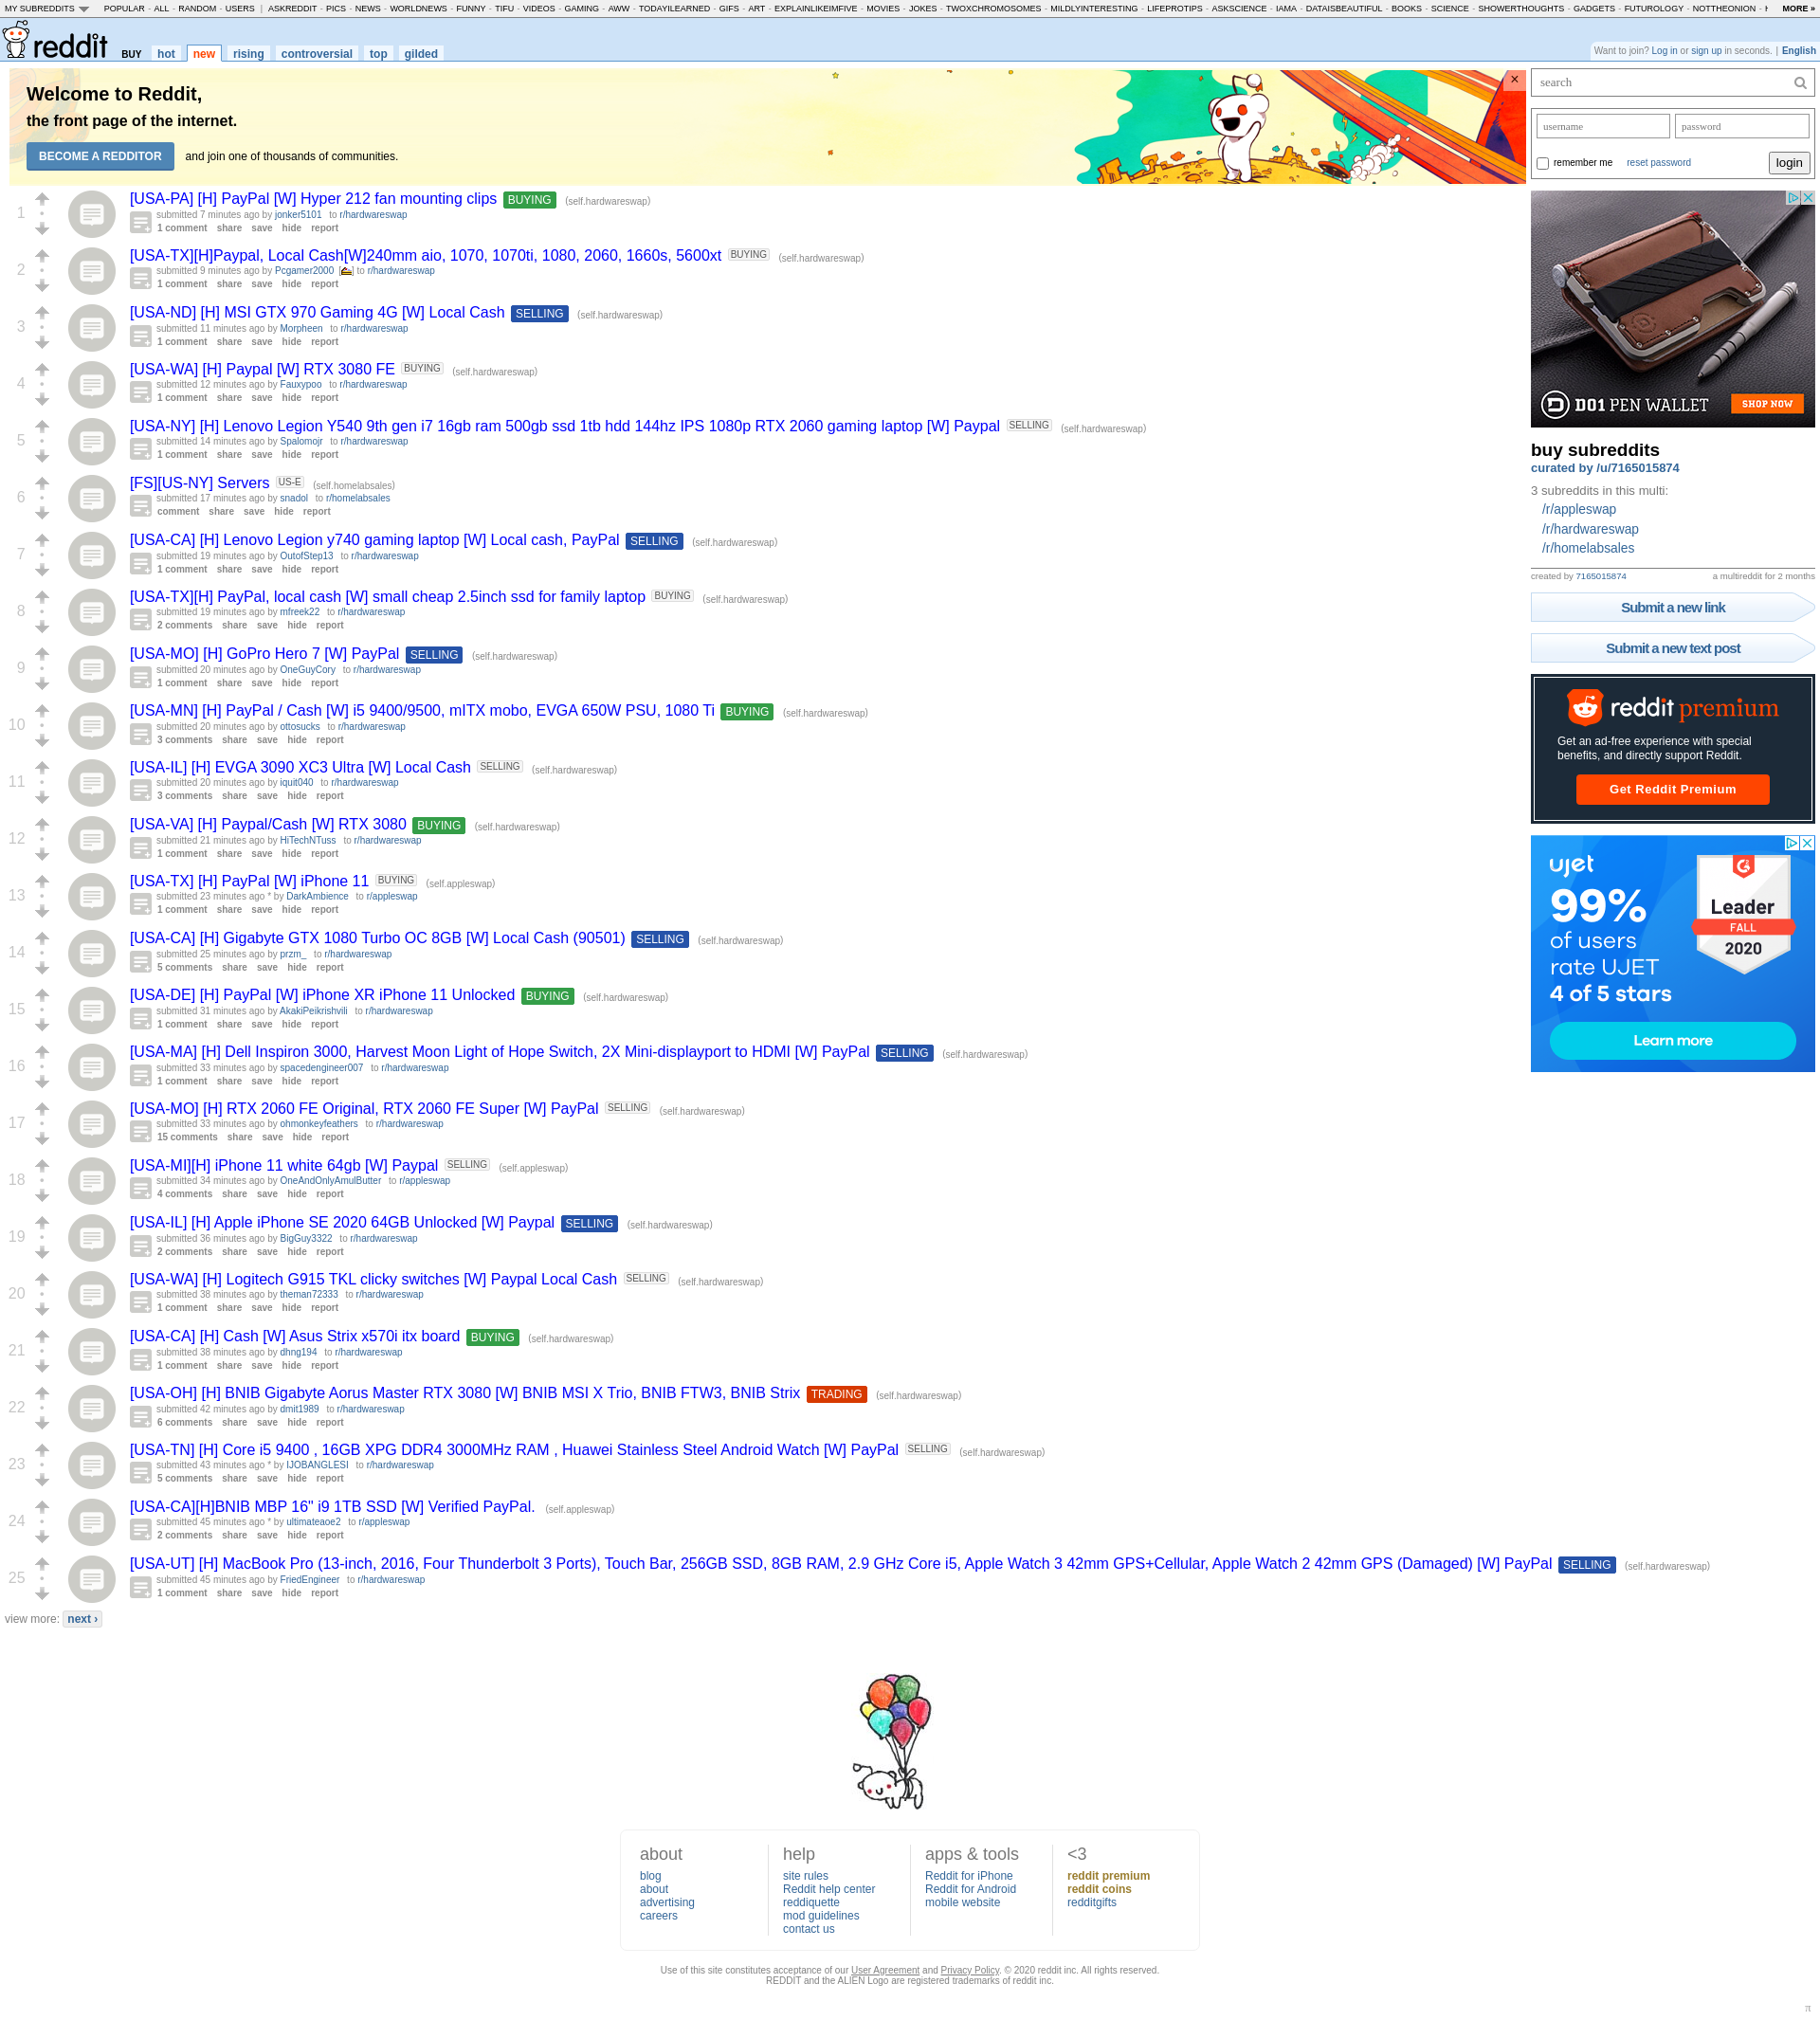 MY SUBREDDITS POPULAR - ALL - RANDOM - USERS | ASKREDDIT - PICS - NEWS - WORLDNEWS - FUNNY - TIFU - VIDEOS - GAMING - AWW - TODAYILEARNED - GIFS - ART - EXPLAINLIKEIMFIVE - MOVIES - JOKES - TWOXCHROMOSOMES - MILDLYINTERESTING - LIFEPROTIPS - ASKSCIENCE - IAMA - DATAISBEAUTIFUL - BOOKS - SCIENCE - SHOWERTHOUGHTS - GADGETS - FUTUROLOGY - NOTTHEONION - MORE »
reddit BUY hot new rising controversial top gilded
Want to join? Log in or sign up in seconds. | English
Welcome to Reddit,
the front page of the internet.
BECOME A REDDITOR and join one of thousands of communities.
×
1
[USA-PA] [H] PayPal [W] Hyper 212 fan mounting clips BUYING (self.hardwareswap)
submitted 7 minutes ago by jonker5101 to r/hardwareswap
1 comment share save hide report
2
[USA-TX][H]Paypal, Local Cash[W]240mm aio, 1070, 1070ti, 1080, 2060, 1660s, 5600xt BUYING (self.hardwareswap)
submitted 9 minutes ago by Pcgamer2000 [] to r/hardwareswap
1 comment share save hide report
3
[USA-ND] [H] MSI GTX 970 Gaming 4G [W] Local Cash SELLING (self.hardwareswap)
submitted 11 minutes ago by Morpheen to r/hardwareswap
1 comment share save hide report
4
[USA-WA] [H] Paypal [W] RTX 3080 FE BUYING (self.hardwareswap)
submitted 12 minutes ago by Fauxypoo to r/hardwareswap
1 comment share save hide report
5
[USA-NY] [H] Lenovo Legion Y540 9th gen i7 16gb ram 500gb ssd 1tb hdd 144hz IPS 1080p RTX 2060 gaming laptop [W] Paypal SELLING (self.hardwareswap)
submitted 14 minutes ago by Spalomojr to r/hardwareswap
1 comment share save hide report
6
[FS][US-NY] Servers US-E (self.homelabsales)
submitted 17 minutes ago by snadol to r/homelabsales
comment share save hide report
7
[USA-CA] [H] Lenovo Legion y740 gaming laptop [W] Local cash, PayPal SELLING (self.hardwareswap)
submitted 19 minutes ago by OutofStep13 to r/hardwareswap
1 comment share save hide report
8
[USA-TX][H] PayPal, local cash [W] small cheap 2.5inch ssd for family laptop BUYING (self.hardwareswap)
submitted 19 minutes ago by mfreek22 to r/hardwareswap
2 comments share save hide report
9
[USA-MO] [H] GoPro Hero 7 [W] PayPal SELLING (self.hardwareswap)
submitted 20 minutes ago by OneGuyCory to r/hardwareswap
1 comment share save hide report
10
[USA-MN] [H] PayPal / Cash [W] i5 9400/9500, mITX mobo, EVGA 650W PSU, 1080 Ti BUYING (self.hardwareswap)
submitted 20 minutes ago by ottosucks to r/hardwareswap
3 comments share save hide report
11
[USA-IL] [H] EVGA 3090 XC3 Ultra [W] Local Cash SELLING (self.hardwareswap)
submitted 20 minutes ago by iquit040 to r/hardwareswap
3 comments share save hide report
12
[USA-VA] [H] Paypal/Cash [W] RTX 3080 BUYING (self.hardwareswap)
submitted 21 minutes ago by HiTechNTuss to r/hardwareswap
1 comment share save hide report
13
[USA-TX] [H] PayPal [W] iPhone 11 BUYING (self.appleswap)
submitted 23 minutes ago * by DarkAmbience to r/appleswap
1 comment share save hide report
14
[USA-CA] [H] Gigabyte GTX 1080 Turbo OC 8GB [W] Local Cash (90501) SELLING (self.hardwareswap)
submitted 25 minutes ago by przm_ to r/hardwareswap
5 comments share save hide report
15
[USA-DE] [H] PayPal [W] iPhone XR iPhone 11 Unlocked BUYING (self.hardwareswap)
submitted 31 minutes ago by AkakiPeikrishvili to r/hardwareswap
1 comment share save hide report
16
[USA-MA] [H] Dell Inspiron 3000, Harvest Moon Light of Hope Switch, 2X Mini-displayport to HDMI [W] PayPal SELLING (self.hardwareswap)
submitted 33 minutes ago by spacedengineer007 to r/hardwareswap
1 comment share save hide report
17
[USA-MO] [H] RTX 2060 FE Original, RTX 2060 FE Super [W] PayPal SELLING (self.hardwareswap)
submitted 33 minutes ago by ohmonkeyfeathers to r/hardwareswap
15 comments share save hide report
18
[USA-MI][H] iPhone 11 white 64gb [W] Paypal SELLING (self.appleswap)
submitted 34 minutes ago by OneAndOnlyAmulButter to r/appleswap
4 comments share save hide report
19
[USA-IL] [H] Apple iPhone SE 2020 64GB Unlocked [W] Paypal SELLING (self.hardwareswap)
submitted 36 minutes ago by BigGuy3322 to r/hardwareswap
2 comments share save hide report
20
[USA-WA] [H] Logitech G915 TKL clicky switches [W] Paypal Local Cash SELLING (self.hardwareswap)
submitted 38 minutes ago by theman72333 to r/hardwareswap
1 comment share save hide report
21
[USA-CA] [H] Cash [W] Asus Strix x570i itx board BUYING (self.hardwareswap)
submitted 38 minutes ago by dhng194 to r/hardwareswap
1 comment share save hide report
22
[USA-OH] [H] BNIB Gigabyte Aorus Master RTX 3080 [W] BNIB MSI X Trio, BNIB FTW3, BNIB Strix TRADING (self.hardwareswap)
submitted 42 minutes ago by dmit1989 to r/hardwareswap
6 comments share save hide report
23
[USA-TN] [H] Core i5 9400 , 16GB XPG DDR4 3000MHz RAM , Huawei Stainless Steel Android Watch [W] PayPal SELLING (self.hardwareswap)
submitted 43 minutes ago * by IJOBANGLESI to r/hardwareswap
5 comments share save hide report
24
[USA-CA][H]BNIB MBP 16" i9 1TB SSD [W] Verified PayPal. (self.appleswap)
submitted 45 minutes ago * by ultimateaoe2 to r/appleswap
2 comments share save hide report
25
[USA-UT] [H] MacBook Pro (13-inch, 2016, Four Thunderbolt 3 Ports), Touch Bar, 256GB SSD, 8GB RAM, 2.9 GHz Core i5, Apple Watch 3 42mm GPS+Cellular, Apple Watch 2 42mm GPS (Damaged) [W] PayPal SELLING (self.hardwareswap)
submitted 45 minutes ago by FriedEngineer to r/hardwareswap
1 comment share save hide report
view more: next ›
search
username password
remember me reset password login
D01 PEN WALLET SHOP NOW
buy subreddits
curated by /u/7165015874
3 subreddits in this multi:
/r/appleswap
/r/hardwareswap
/r/homelabsales
created by 7165015874 a multireddit for 2 months
Submit a new link
Submit a new text post
reddit premium
Get an ad-free experience with special
benefits, and directly support Reddit.
Get Reddit Premium
ujet
99%
of users
rate UJET
4 of 5 stars
G2
Leader
FALL
2020
Learn more
about
blog
about
advertising
careers
help
site rules
Reddit help center
reddiquette
mod guidelines
contact us
apps & tools
Reddit for iPhone
Reddit for Android
mobile website
<3
reddit premium
reddit coins
redditgifts
Use of this site constitutes acceptance of our User Agreement and Privacy Policy. © 2020 reddit inc. All rights reserved.
REDDIT and the ALIEN Logo are registered trademarks of reddit inc.
π